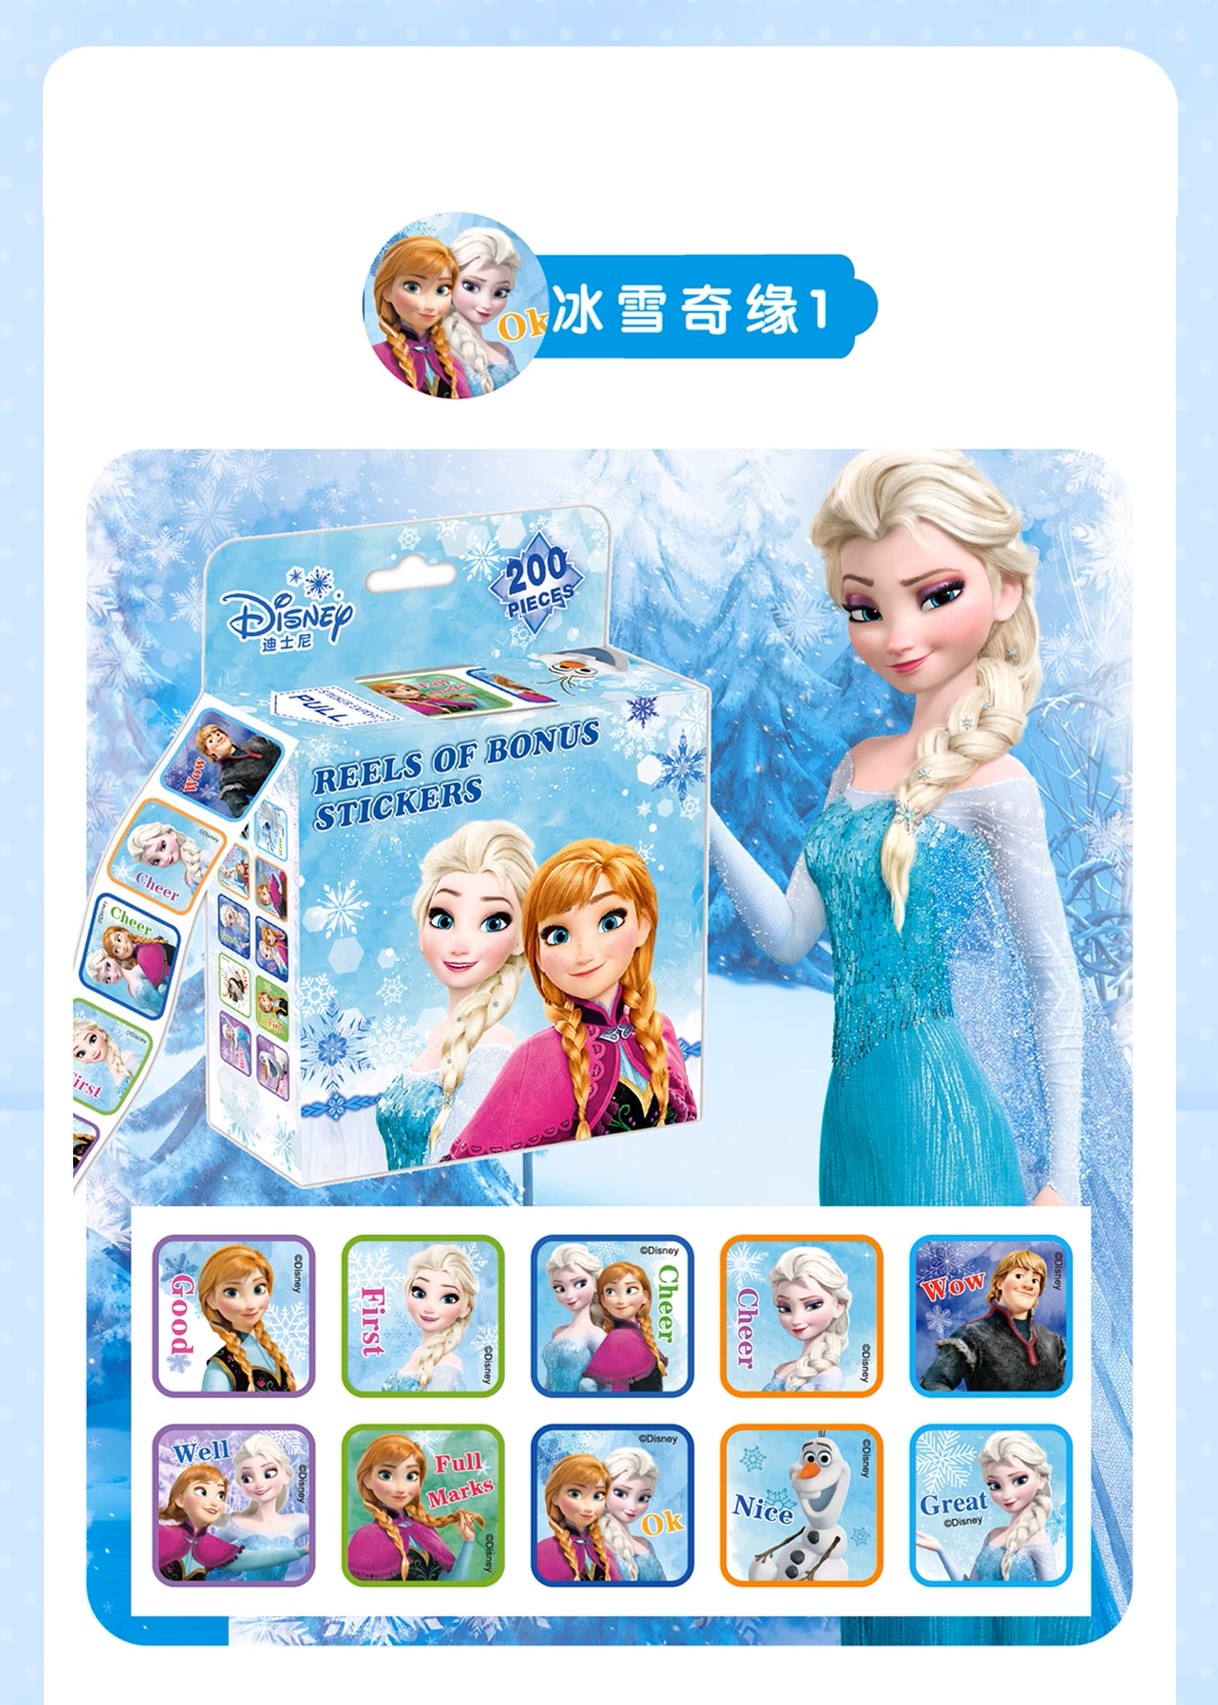 Ok
冰雪奇缘1
Disney
迪士尼
200
PIECES
PULL
REELS OF BONUS
STICKERS
Wow
Cheer
Cheer
First
Good
©Disney
First
©Disney
©Disney
Cheer
Cheer
©Disney
Wow
©Disney
Well
©Disney
Full
Marks
©Disney
©Disney
Ok
©Disney
Nice
Great
©Disney